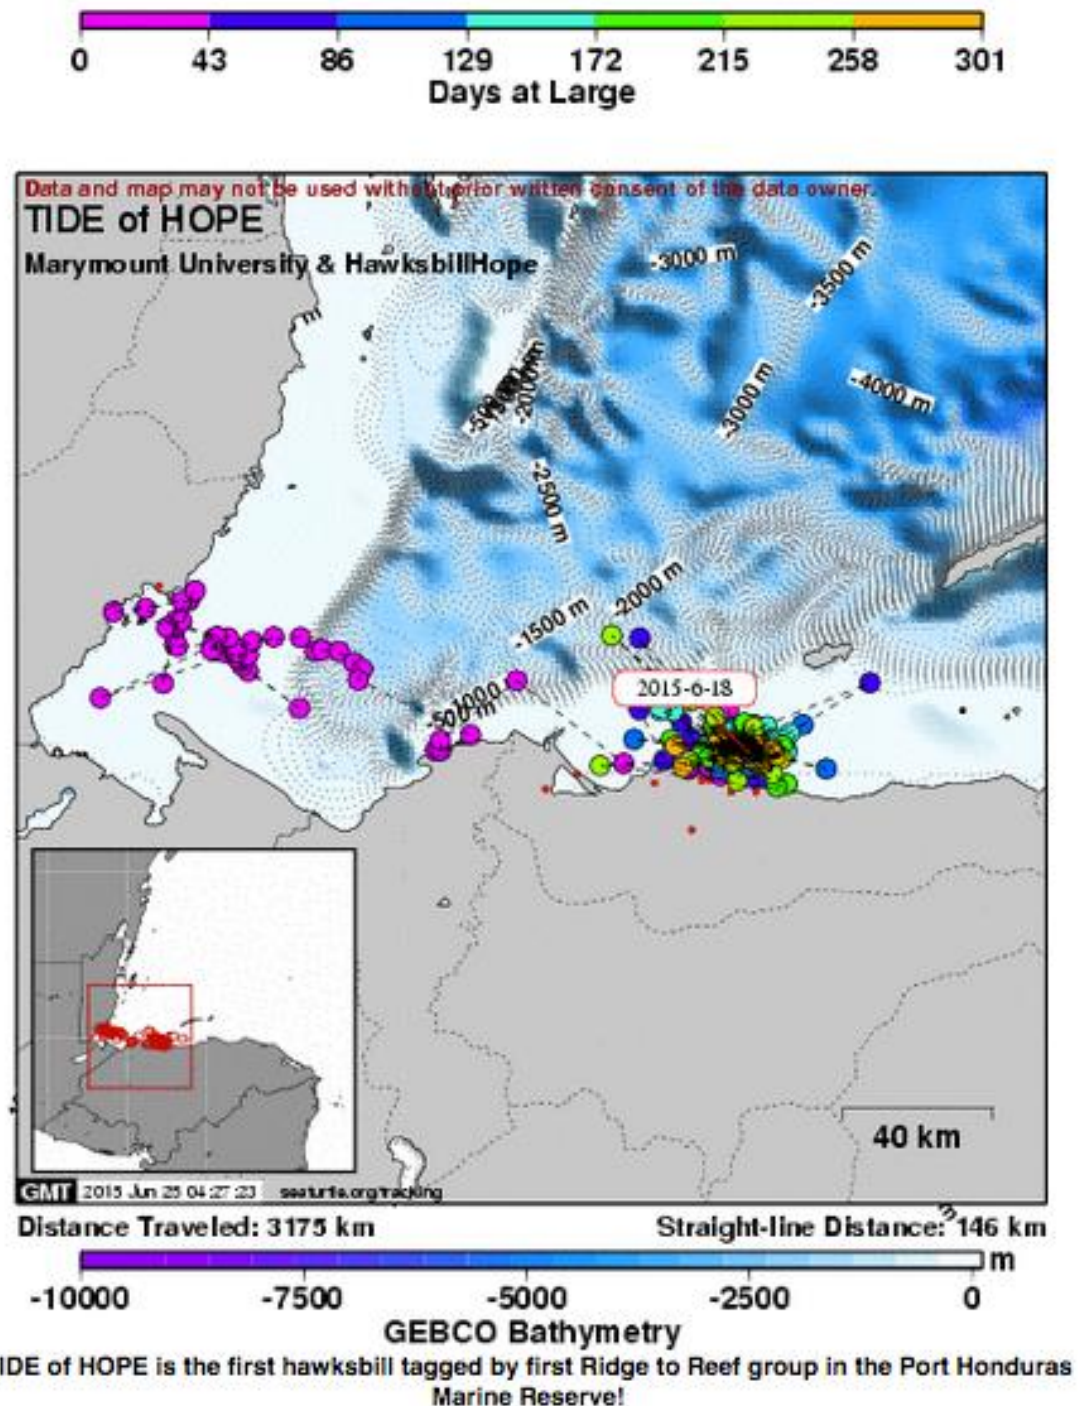 0 43 86 129 172 215 258 301
Days at Large
Data and map may not be used without prior written consent of the data owner.
TIDE of HOPE
Marymount University & HawksbillHope
-3000 m
-3500 m
m
-2000 m
-3000 m
-4000 m
-2500 m
-2000 m
-1500 m
2015-6-18
-1000
-500 m
40 km
GMT 2015 Jun 25 04:27:23 seaturtle.org/tracking
m
Distance Traveled: 3175 km Straight-line Distance: 146 km
m
-10000 -7500 -5000 -2500 0
GEBCO Bathymetry
IDE of HOPE is the first hawksbill tagged by first Ridge to Reef group in the Port Honduras
Marine Reserve!